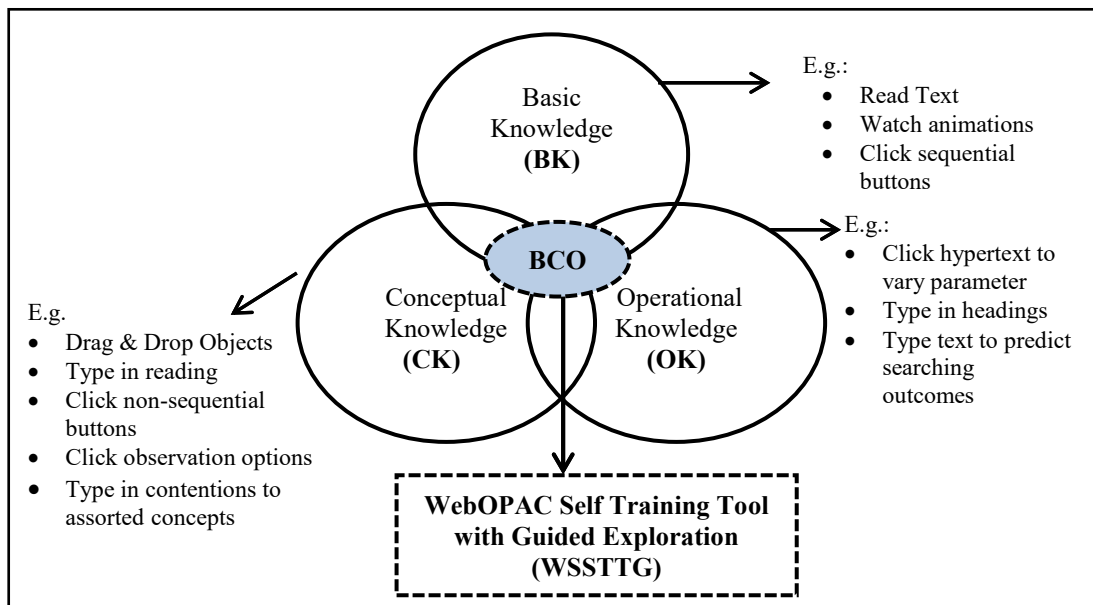 Basic
Knowledge
(BK)
E.g.:
• Read Text
• Watch animations
• Click sequential
buttons
BCO
Conceptual
Knowledge
(CK)
Operational
Knowledge
(OK)
E.g.:
• Click hypertext to
vary parameter
• Type in headings
• Type text to predict
searching
outcomes
E.g.
• Drag & Drop Objects
• Type in reading
• Click non-sequential
buttons
• Click observation options
• Type in contentions to
assorted concepts
WebOPAC Self Training Tool
with Guided Exploration
(WSSTTG)